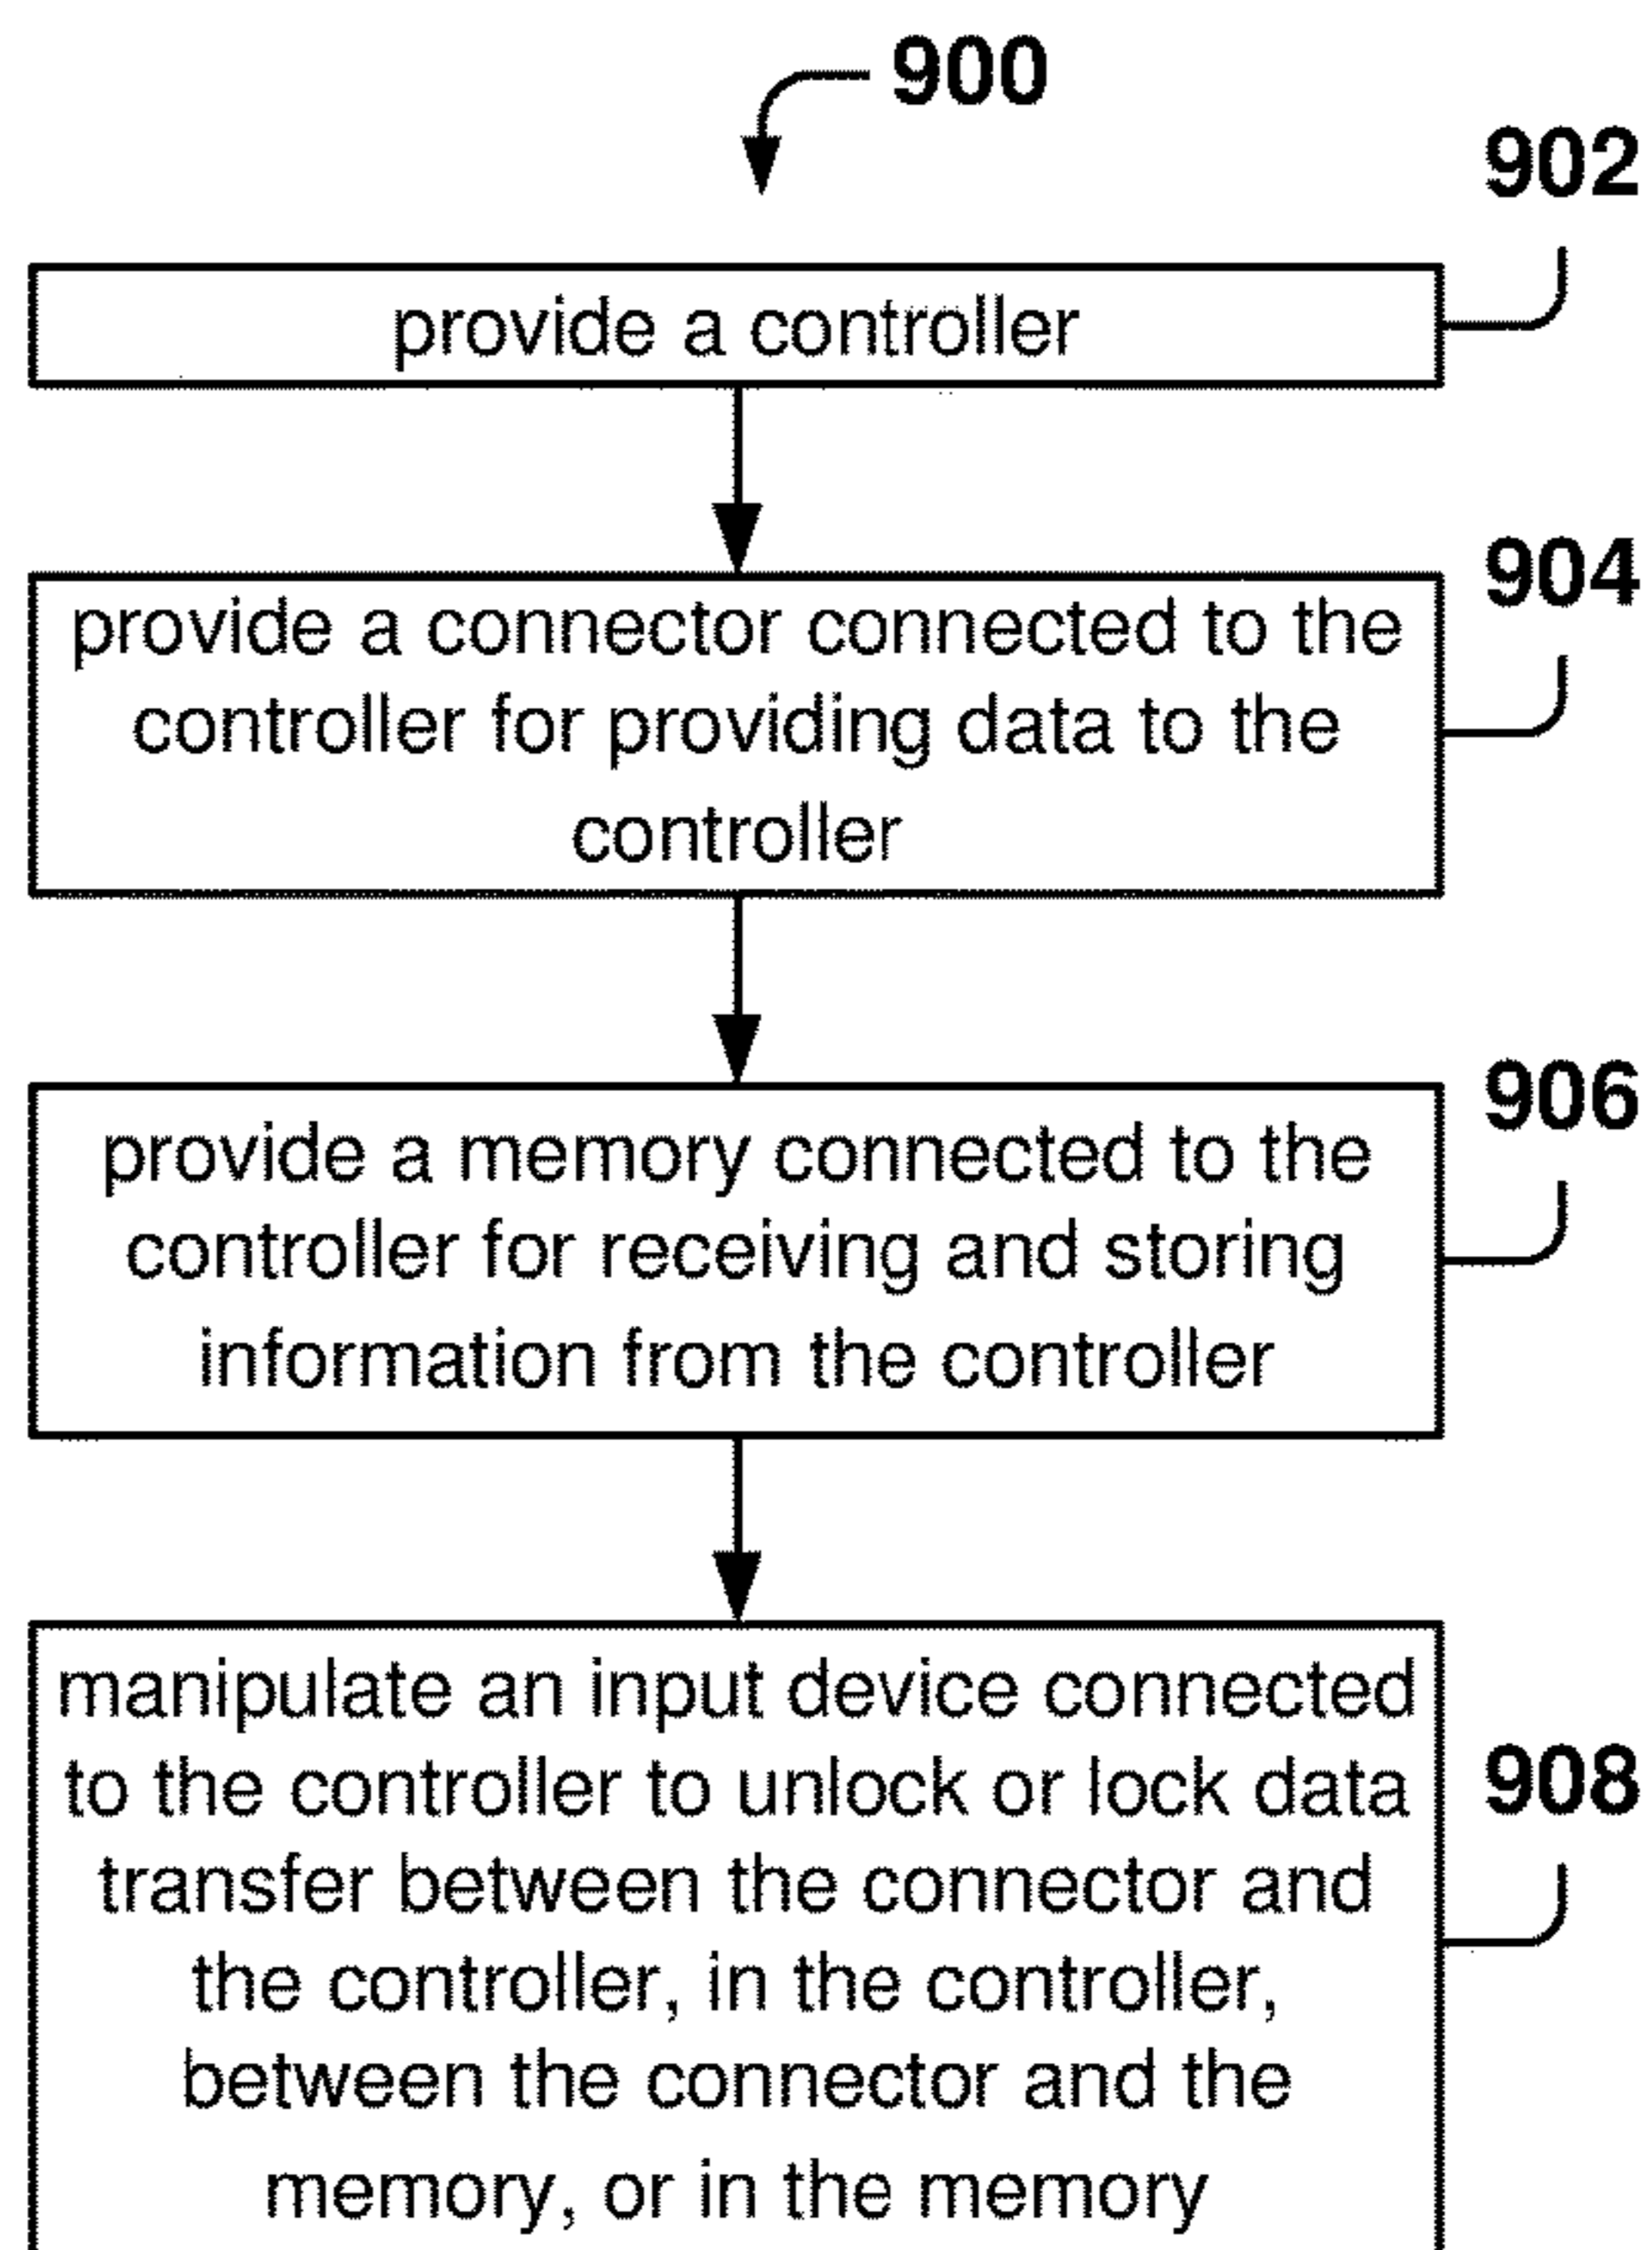 900
902
provide a controller
904
provide a connector connected to the
controller for providing data to the
controller
906
provide a memory connected to the
controller for receiving and storing
information from the controller
manipulate an input device connected
to the controller to unlock or lock data
908
transfer between the connector and
the controller, in the controller,
between the connector and the
memory, or in the memory